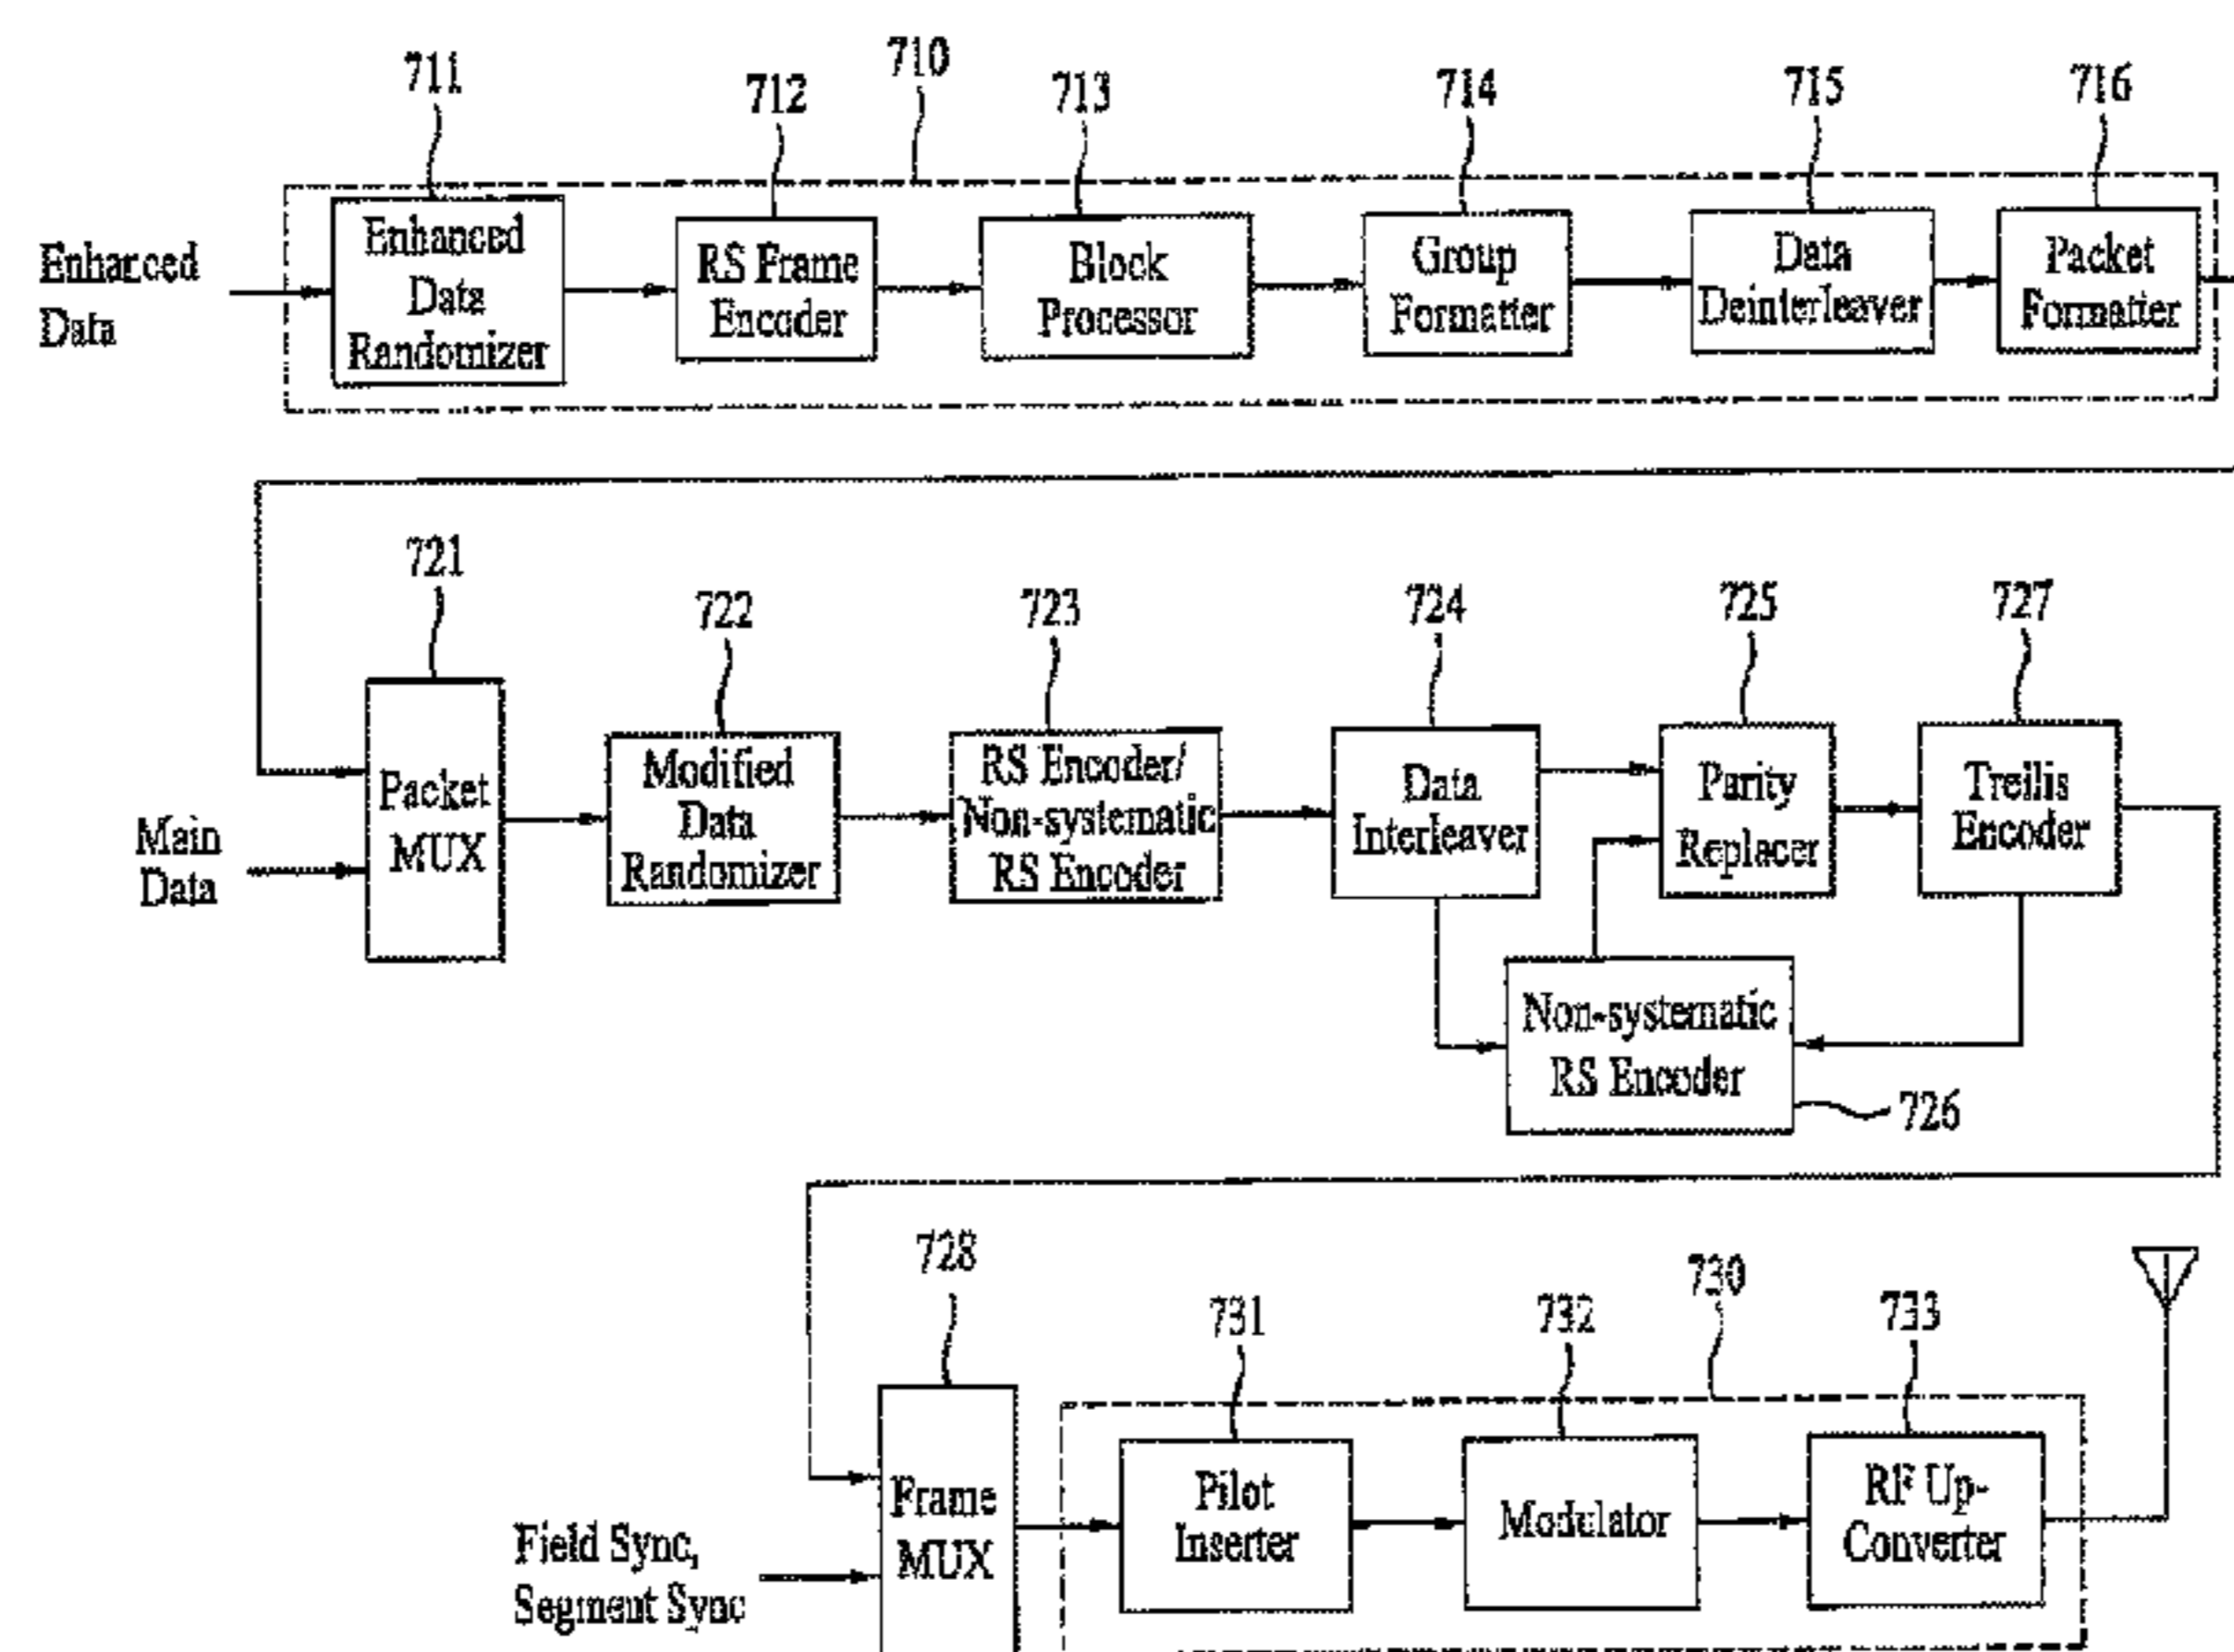 711
712
710
713
714
715
716
Enhanced
Data
Enhanced
Data
Randomizer
RS Frame
Encoder
Block
Processor
Group
Formatter
Data
Deinterleaver
Packet
Formatter
721
722
723
724
725
727
Main
Data
Packet
MUX
Modified
Data
Randomizer
RS Encoder/
Non-systematic
RS Encoder
Data
Interleaver
Parity
Replacer
Treilis
Encoder
Non-systematic
RS Encoder
726
728
731
732
730
733
Field Sync,
Segment Sync
Frame
MUX
Pilot
Inserter
Modulator
RF Up-
Converter